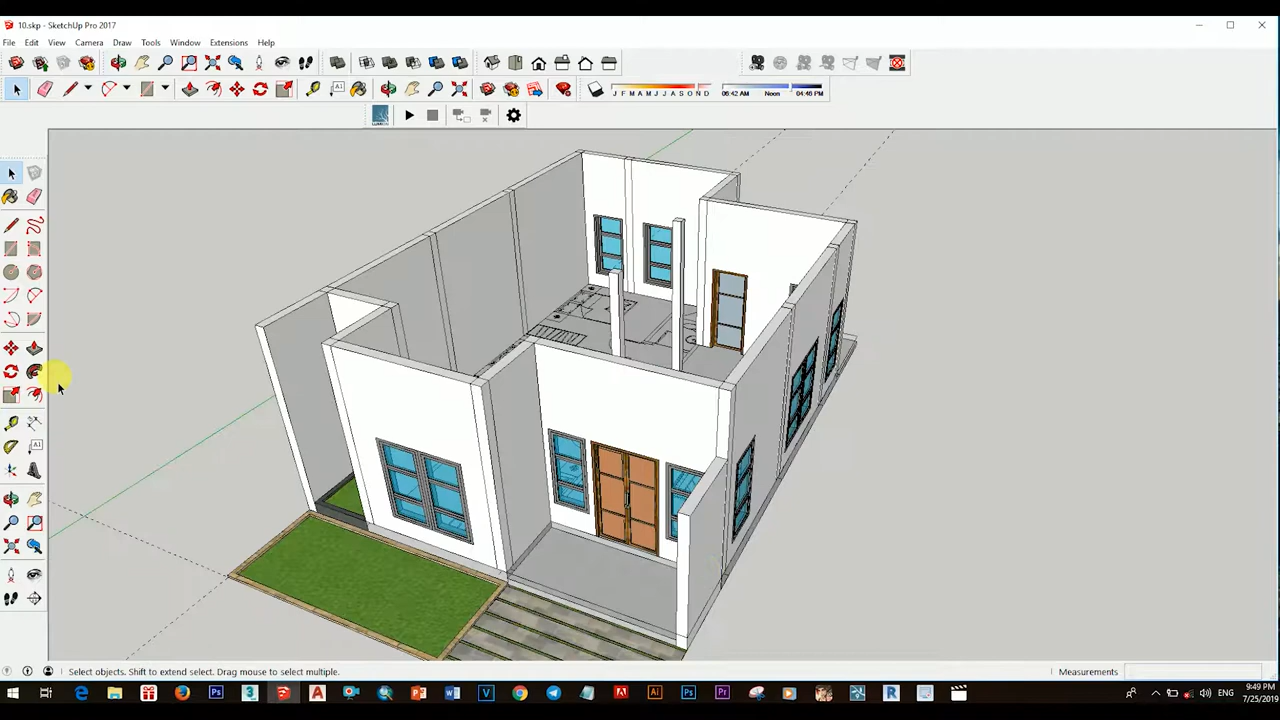 10.skp - SketchUp Pro 2017
File Edit View Camera Draw Tools Window Extensions Help
J F M A M J J A S O N D 06:42 AM Noon 04:46 PM
LUMION
A1
Select objects. Shift to extend select. Drag mouse to select multiple. Measurements
ENG 9:49 PM
7/25/2019